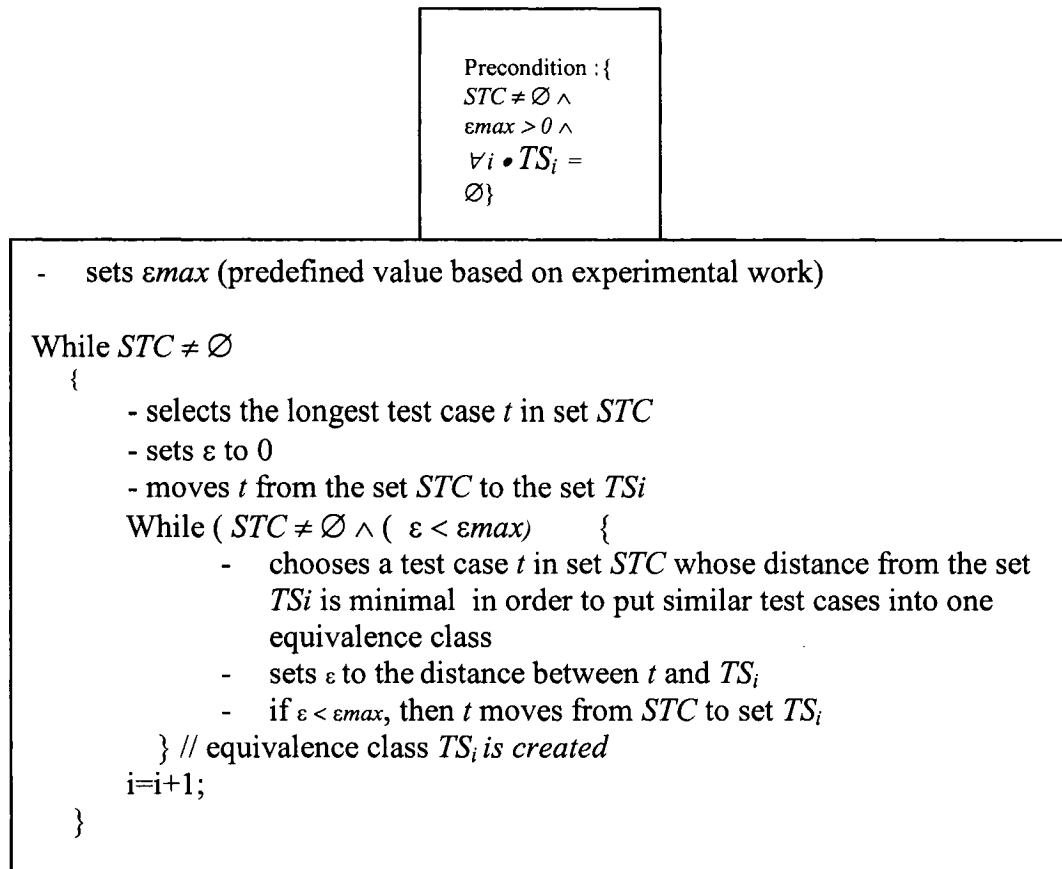 Precondition :{
STC ≠ ∅ ∧
εmax > 0 ∧
∀i • TSi =
∅}
- sets εmax (predefined value based on experimental work)
While STC ≠ ∅
{
- selects the longest test case t in set STC
- sets ε to 0
- moves t from the set STC to the set TSi
While ( STC ≠ ∅ ∧ ( ε < εmax) {
- chooses a test case t in set STC whose distance from the set
TSi is minimal in order to put similar test cases into one
equivalence class
- sets ε to the distance between t and TSi
- if ε < εmax, then t moves from STC to set TSi
} // equivalence class TSi is created
i=i+1;
}